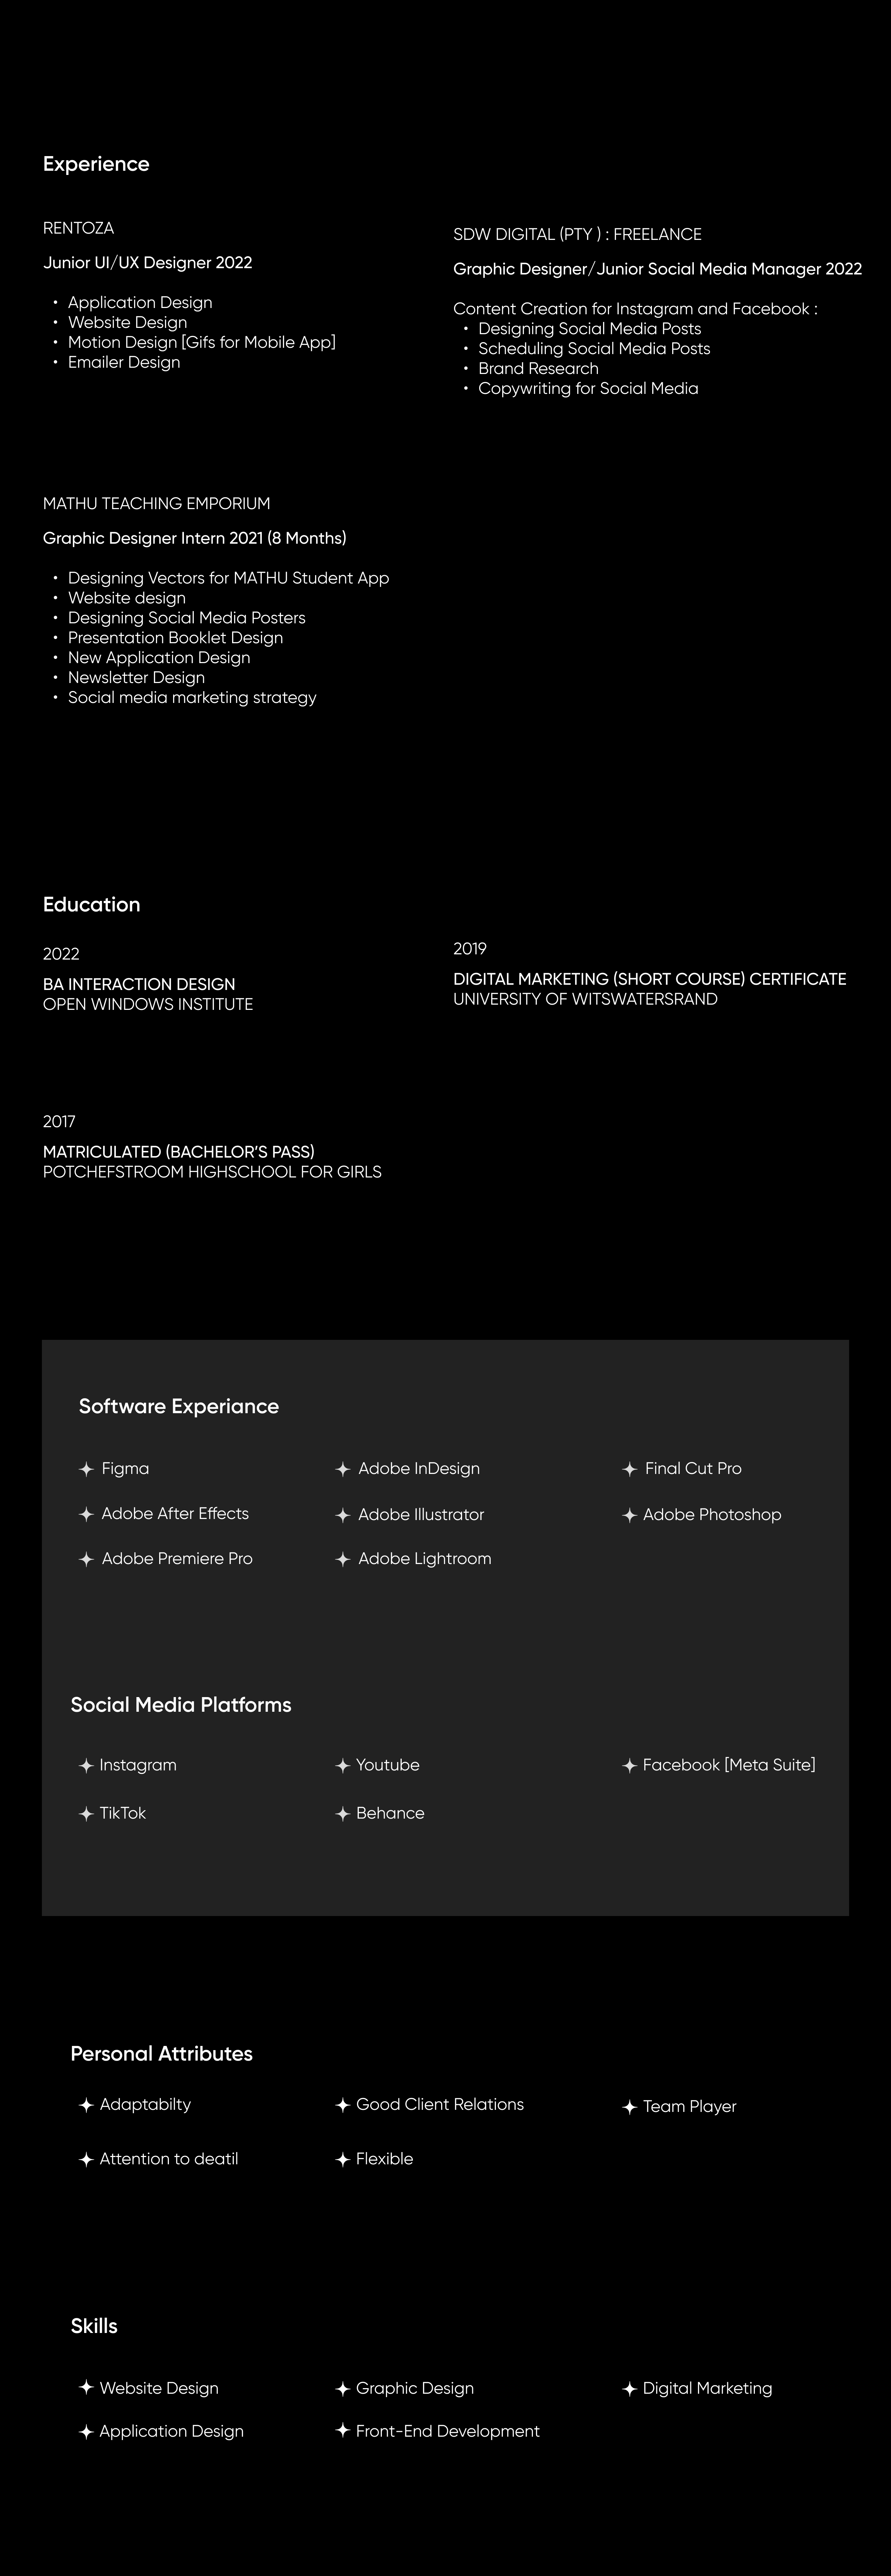 Experience
RENTOZA
Junior UI/UX Designer 2022
• Application Design
• Website Design
• Motion Design [Gifs for Mobile App]
• Emailer Design
SDW DIGITAL (PTY ) : FREELANCE
Graphic Designer/Junior Social Media Manager 2022
Content Creation for Instagram and Facebook :
• Designing Social Media Posts
• Scheduling Social Media Posts
• Brand Research
• Copywriting for Social Media
MATHU TEACHING EMPORIUM
Graphic Designer Intern 2021 (8 Months)
• Designing Vectors for MATHU Student App
• Website design
• Designing Social Media Posters
• Presentation Booklet Design
• New Application Design
• Newsletter Design
• Social media marketing strategy
Education
2022
BA INTERACTION DESIGN
OPEN WINDOWS INSTITUTE
2019
DIGITAL MARKETING (SHORT COURSE) CERTIFICATE
UNIVERSITY OF WITSWATERSRAND
2017
MATRICULATED (BACHELOR’S PASS)
POTCHEFSTROOM HIGHSCHOOL FOR GIRLS
Software Experiance
Figma
Adobe InDesign
Final Cut Pro
Adobe After Effects
Adobe Illustrator
Adobe Photoshop
Adobe Premiere Pro
Adobe Lightroom
Social Media Platforms
Instagram
Youtube
Facebook [Meta Suite]
TikTok
Behance
Personal Attributes
Adaptabilty
Good Client Relations
Team Player
Attention to deatil
Flexible
Skills
Website Design
Graphic Design
Digital Marketing
Application Design
Front-End Development